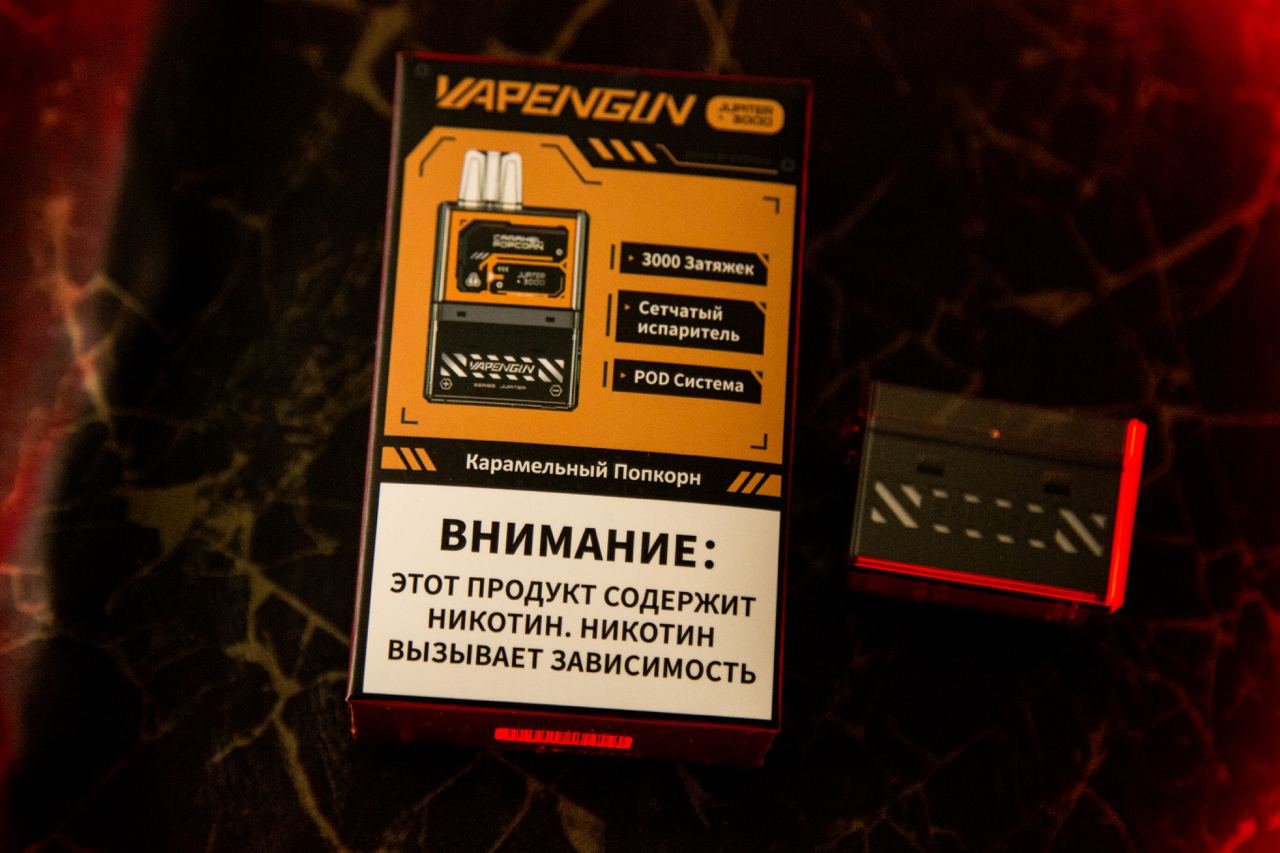 VAPENGIN JUPITER
• 3000
CARAMEL
POPCORN
JUPITER
• 3000
3000 Затяжек
Сетчатый
испаритель
POD Система
VAPENGIN
SERIES JUPITER
Карамельный Попкорн
ВНИМАНИЕ:
ЭТОТ ПРОДУКТ СОДЕРЖИТ
НИКОТИН. НИКОТИН
ВЫЗЫВАЕТ ЗАВИСИМОСТЬ